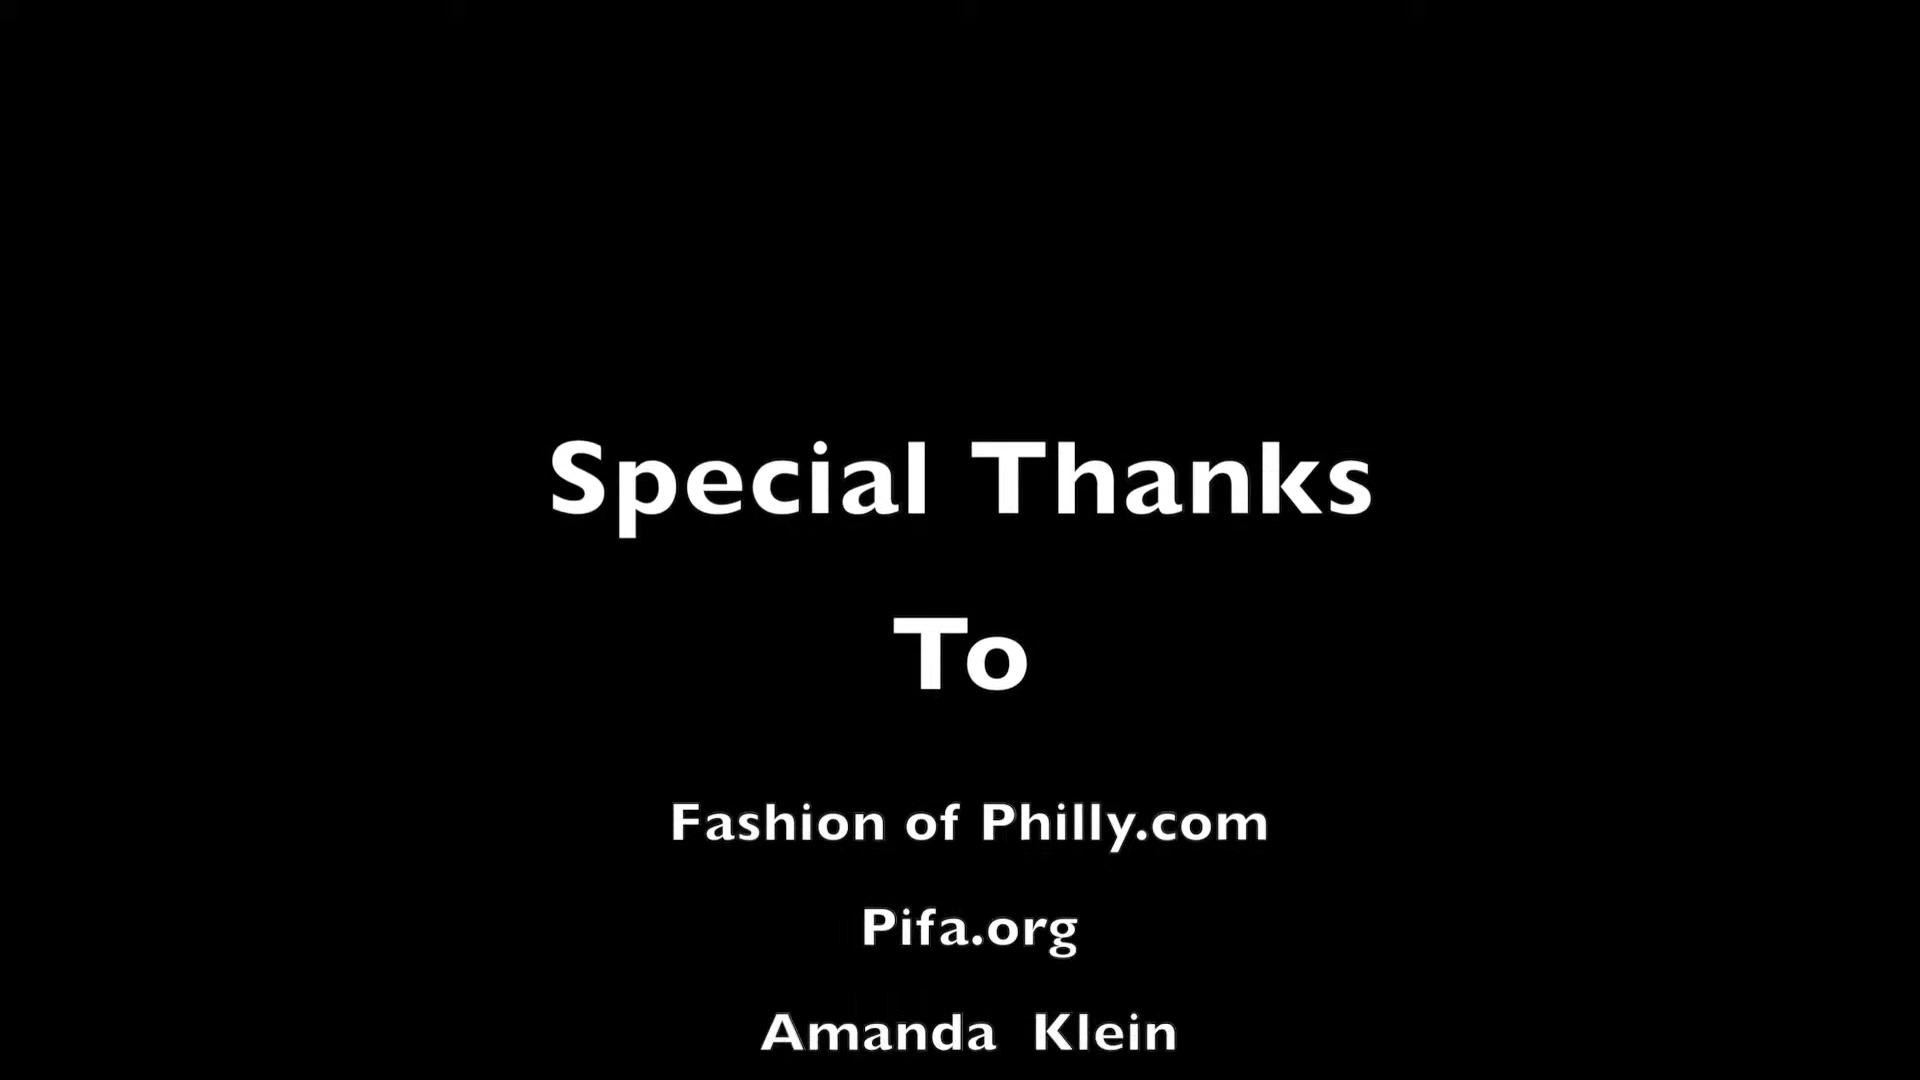 Special Thanks
To
Fashion of Philly.com
Pifa.org
Amanda Klein